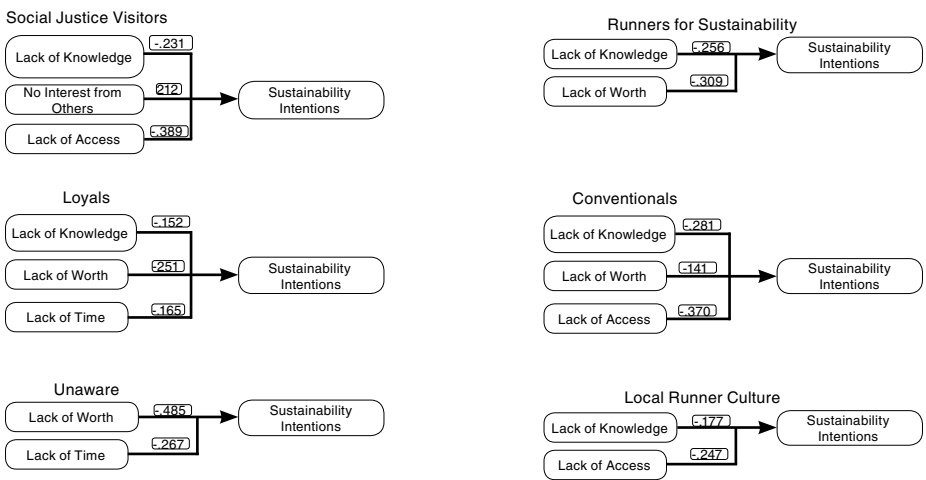 Social Justice Visitors
Lack of Knowledge
-.231
No Interest from
Others
212
Lack of Access
-.389
Sustainability
Intentions
Runners for Sustainability
Lack of Knowledge
-.256
Lack of Worth
-.309
Sustainability
Intentions
Loyals
Lack of Knowledge
-.152
Lack of Worth
-251
Lack of Time
-.165
Sustainability
Intentions
Conventionals
Lack of Knowledge
-.281
Lack of Worth
-141
Lack of Access
-.370
Sustainability
Intentions
Unaware
Lack of Worth
-.485
Lack of Time
-.267
Sustainability
Intentions
Local Runner Culture
Lack of Knowledge
-.177
Lack of Access
-.247
Sustainability
Intentions